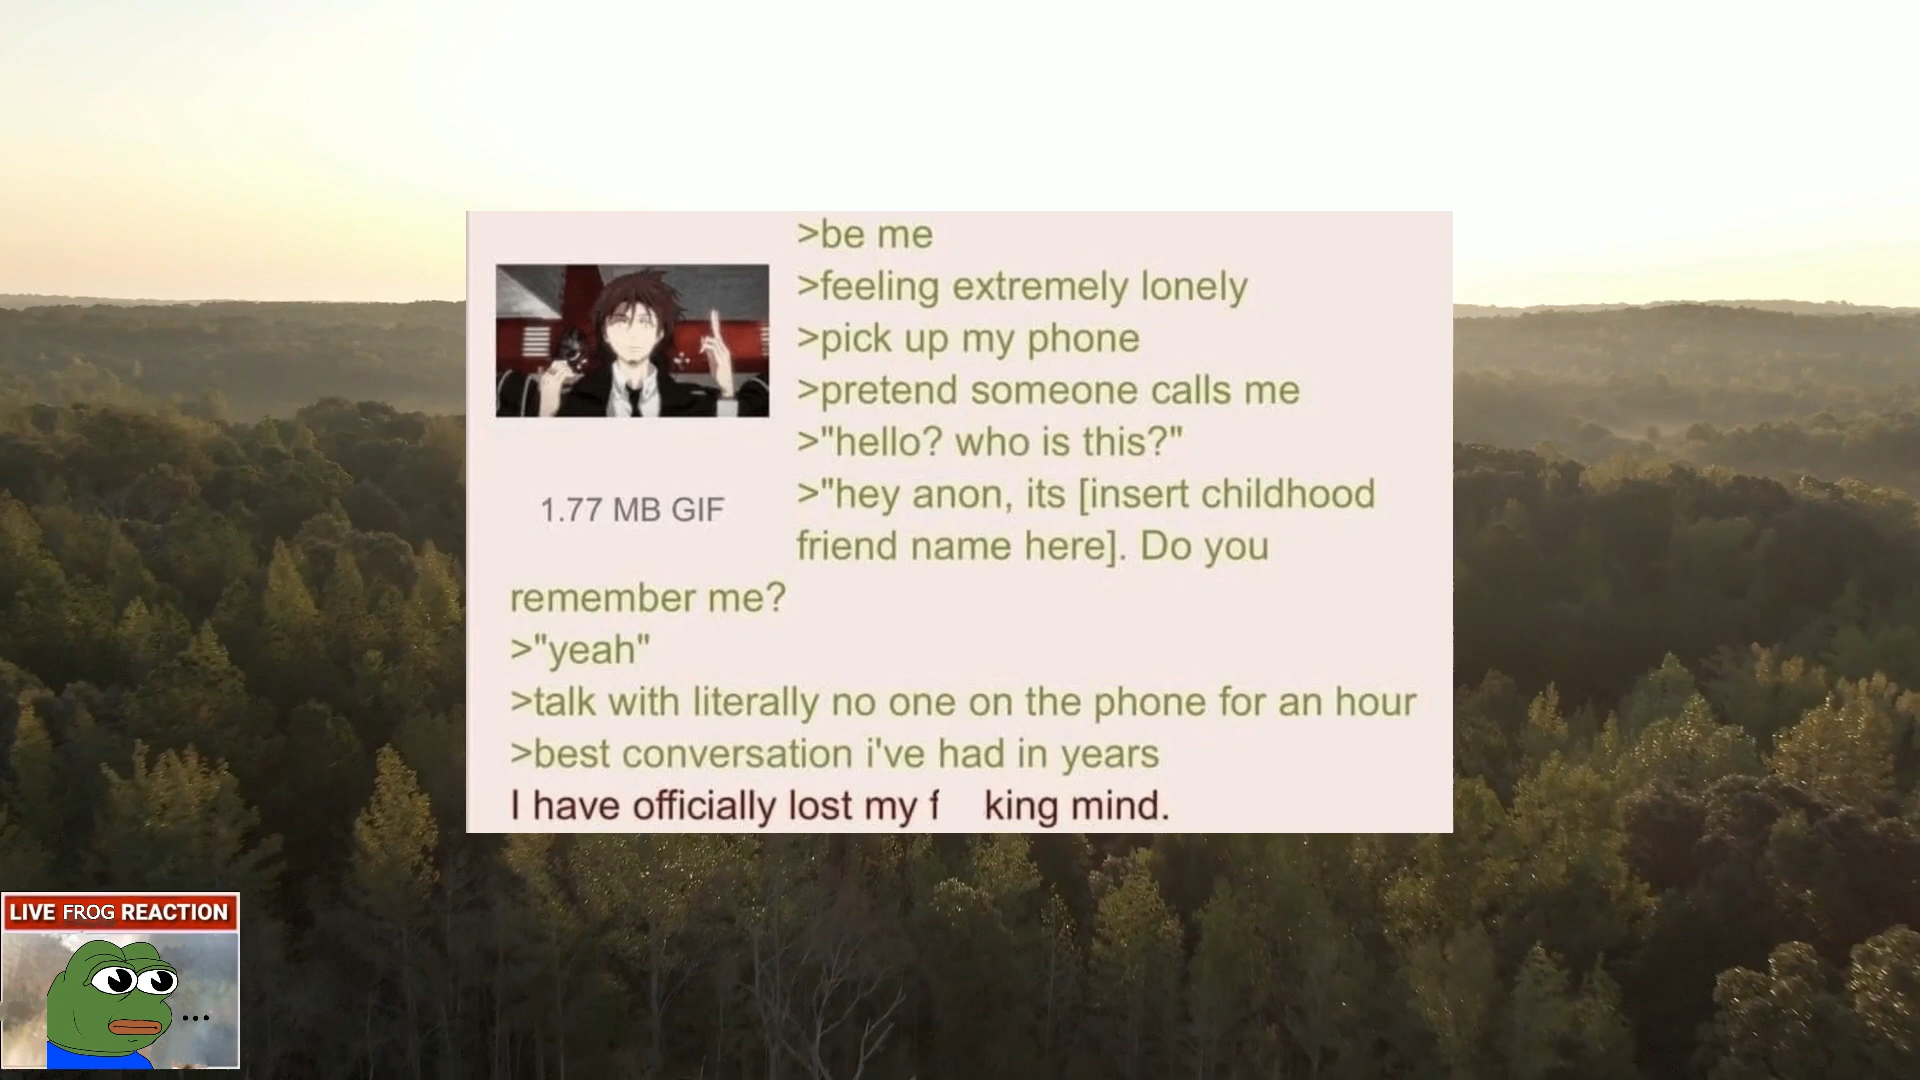 >be me
>feeling extremely lonely
>pick up my phone
>pretend someone calls me
>"hello? who is this?"
>"hey anon, its [insert childhood
friend name here]. Do you
1.77 MB GIF
remember me?
>"yeah"
>talk with literally no one on the phone for an hour
>best conversation i've had in years
I have officially lost my f king mind.
LIVE FROG REACTION
...